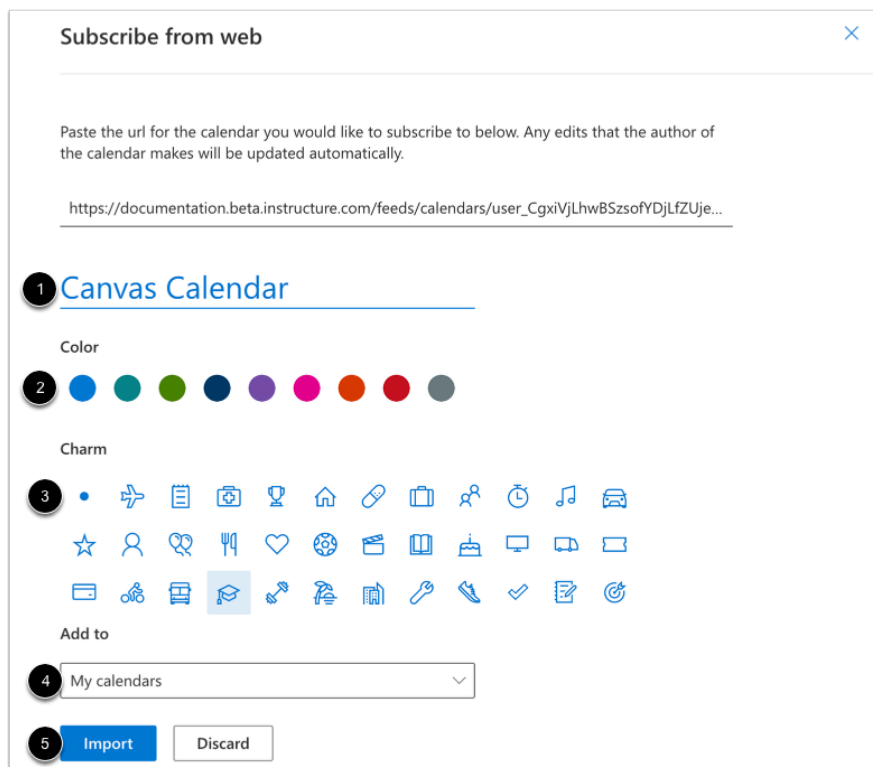 Subscribe from web
Paste the url for the calendar you would like to subscribe to below. Any edits that the author of
the calendar makes will be updated automatically.
https://documentation.beta.instructure.com/feeds/calendars/user_CgxiVjLhwBSzsofYDjLfZUje...
1 Canvas Calendar
Color
2
Charm
3
Add to
4 My calendars
5 Import Discard